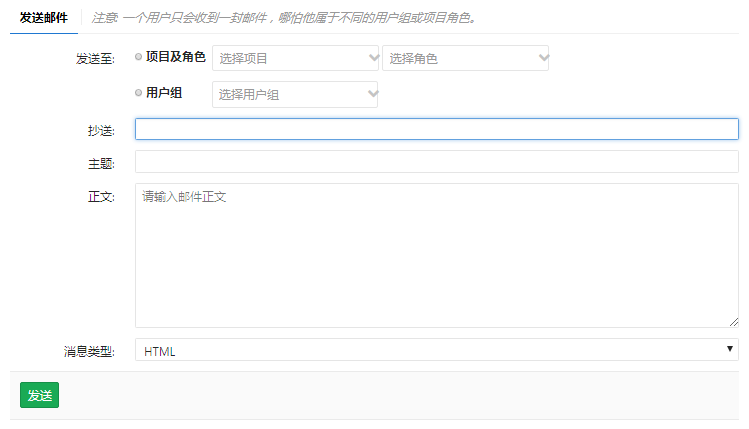 发送邮件 注意: 一个用户只会收到一封邮件，哪怕他属于不同的用户组或项目角色。
发送至: 项目及角色 选择项目 选择角色
用户组 选择用户组
抄送:
主题:
正文: 请输入邮件正文
消息类型: HTML
发送